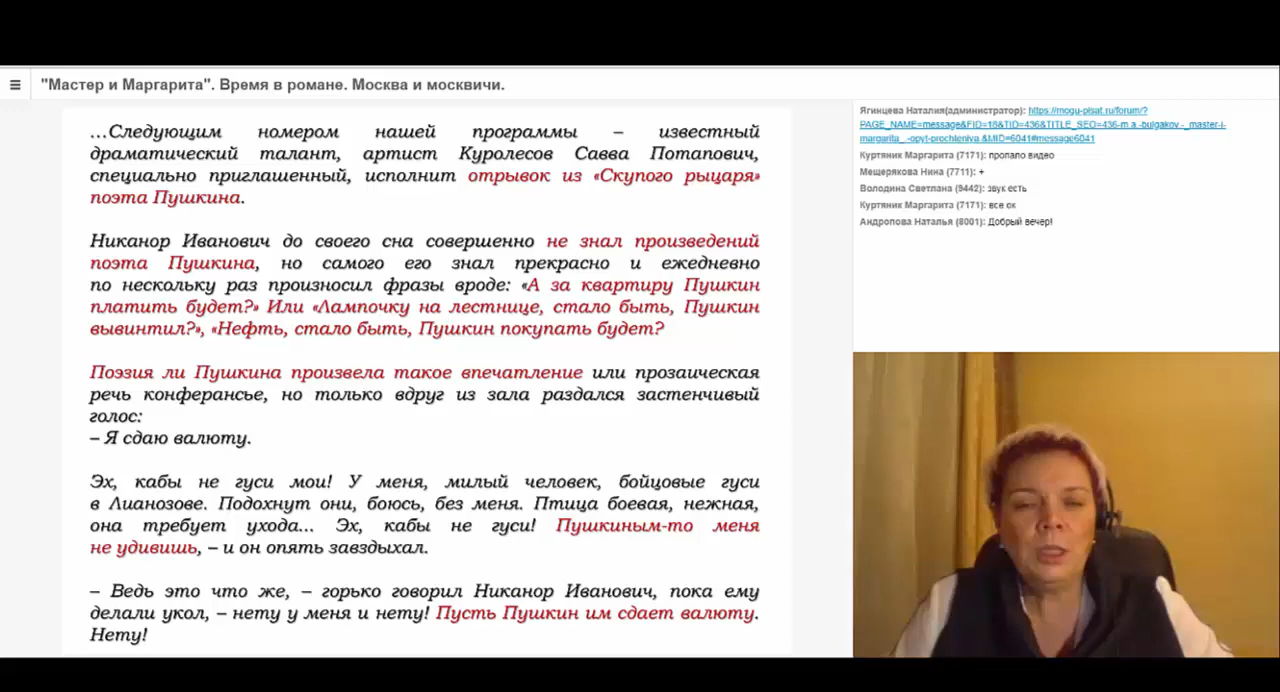 "Мастер и Маргарита". Время в романе. Москва и москвичи.
…Следующим номером нашей программы – известный
драматический талант, артист Куролесов Савва Потапович,
специально приглашенный, исполнит отрывок из «Скупого рыцаря»
поэта Пушкина.
Никанор Иванович до своего сна совершенно не знал произведений
поэта Пушкина, но самого его знал прекрасно и ежедневно
по нескольку раз произносил фразы вроде: «А за квартиру Пушкин
платить будет?» Или «Лампочку на лестнице, стало быть, Пушкин
вывинтил?», «Нефть, стало быть, Пушкин покупать будет?
Поэзия ли Пушкина произвела такое впечатление или прозаическая
речь конферансье, но только вдруг из зала раздался застенчивый
голос:
– Я сдаю валюту.
Эх, кабы не гуси мои! У меня, милый человек, бойцовые гуси
в Лианозове. Подохнут они, боюсь, без меня. Птица боевая, нежная,
она требует ухода... Эх, кабы не гуси! Пушкиным-то меня
не удивишь, – и он опять завздыхал.
– Ведь это что же, – горько говорил Никанор Иванович, пока ему
делали укол, – нету у меня и нету! Пусть Пушкин им сдает валюту.
Нету!
Ягинцева Наталия(администратор): https://mogu-pisat.ru/forum/?
PAGE_NAME=message&FID=18&TID=436&TITLE_SEO=436-m.a.-bulgakov.-_master-i-
margarita_.-opyt-prochteniya.&MID=6041#message6041
Куртяник Маргарита (7171): пропало видео
Мещерякова Нина (7711): +
Володина Светлана (9442): звук есть
Куртяник Маргарита (7171): все ок
Андропова Наталья (8001): Добрый вечер!